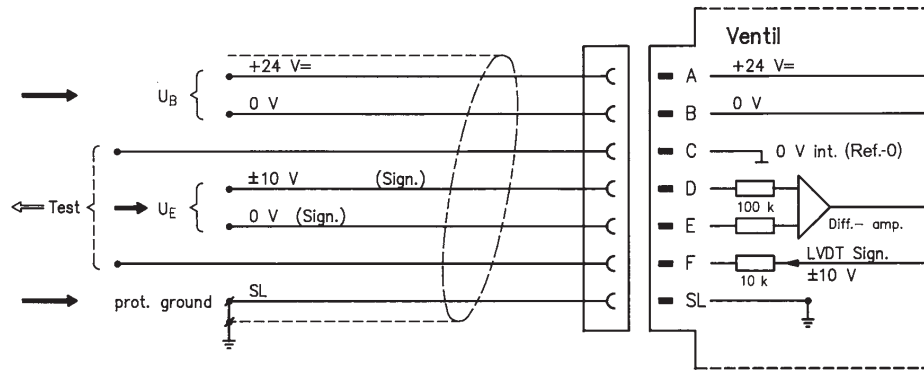 Ventil
+24 V=
A
+24 V=
U_B
0 V
B
0 V
C
0 V int. (Ref.-0)
±10 V (Sign.)
D
100 k
Test
U_E
0 V (Sign.)
E
Diff.- amp.
F
LVDT Sign.
10 k
±10 V
prot. ground
SL
SL